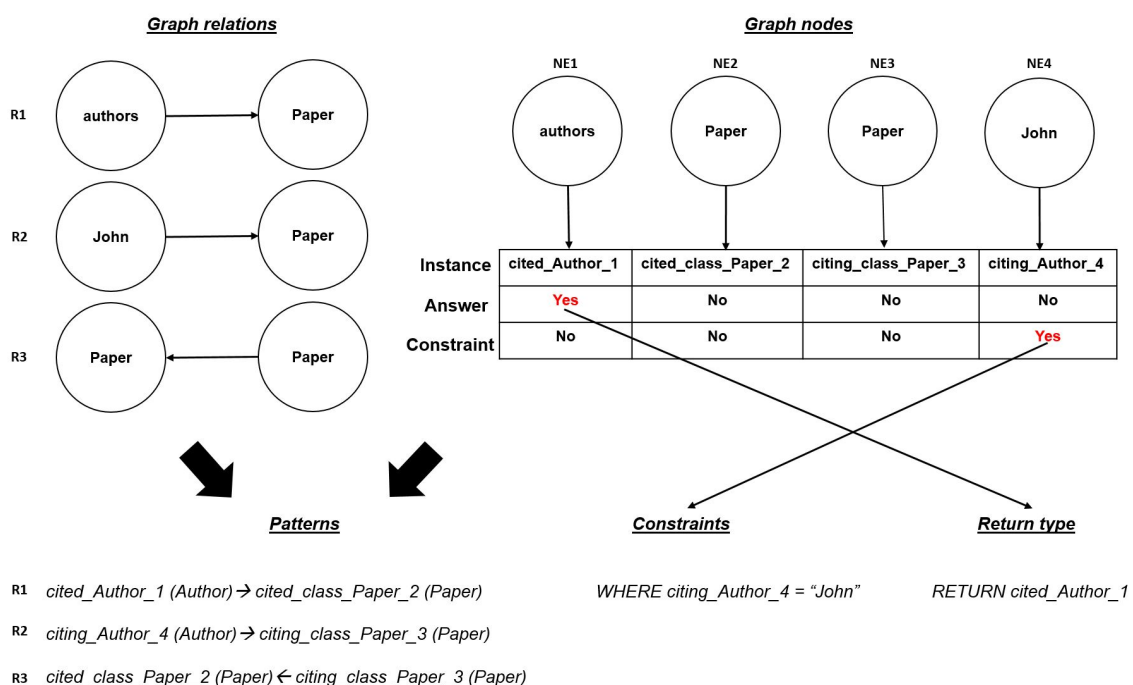 Graph relations
Graph nodes
NE1 NE2 NE3 NE4
R1 authors Paper
authors Paper Paper John
R2 John Paper
Instance cited_Author_1 cited_class_Paper_2 citing_class_Paper_3 citing_Author_4
Answer Yes No No No
Constraint No No No Yes
R3 Paper Paper
Patterns
Constraints
Return type
R1 cited_Author_1 (Author) → cited_class_Paper_2 (Paper)
WHERE citing_Author_4 = “John”
RETURN cited_Author_1
R2 citing_Author_4 (Author) → citing_class_Paper_3 (Paper)
R3 cited_class_Paper_2 (Paper) ← citing_class_Paper_3 (Paper)